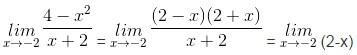 lim x→-2 (4 - x²)/(x + 2) = lim x→-2 ((2 - x)(2 + x))/(x + 2) = lim x→-2 (2-x)